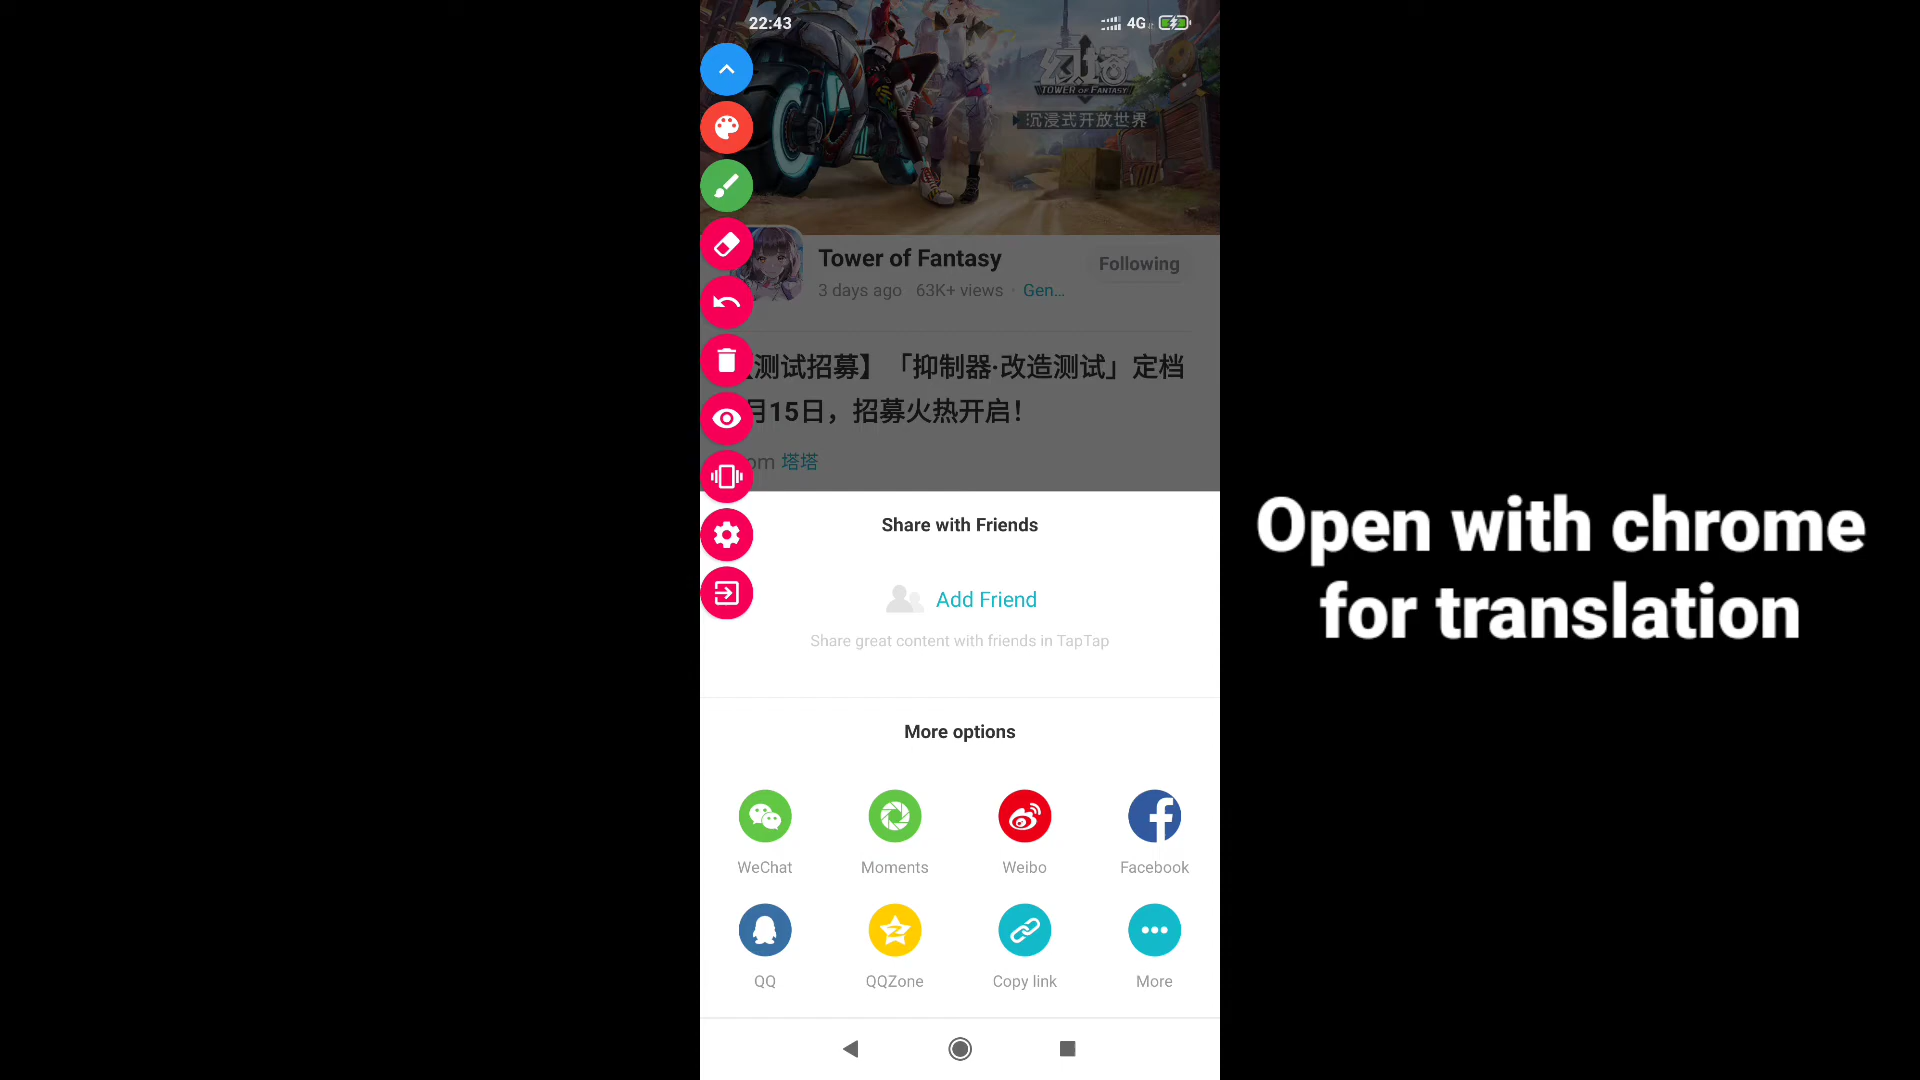 22:43
4G
幻塔
TOWER OF FANTASY
沉浸式开放世界
Tower of Fantasy
Following
3 days ago 63K+ views · Gen...
测试招募】「抑制器·改造测试」定档
月15日，招募火热开启！
om 塔塔
Share with Friends
Add Friend
Share great content with friends in TapTap
More options
WeChat
Moments
Weibo
Facebook
QQ
QQZone
Copy link
More
Open with chrome
for translation